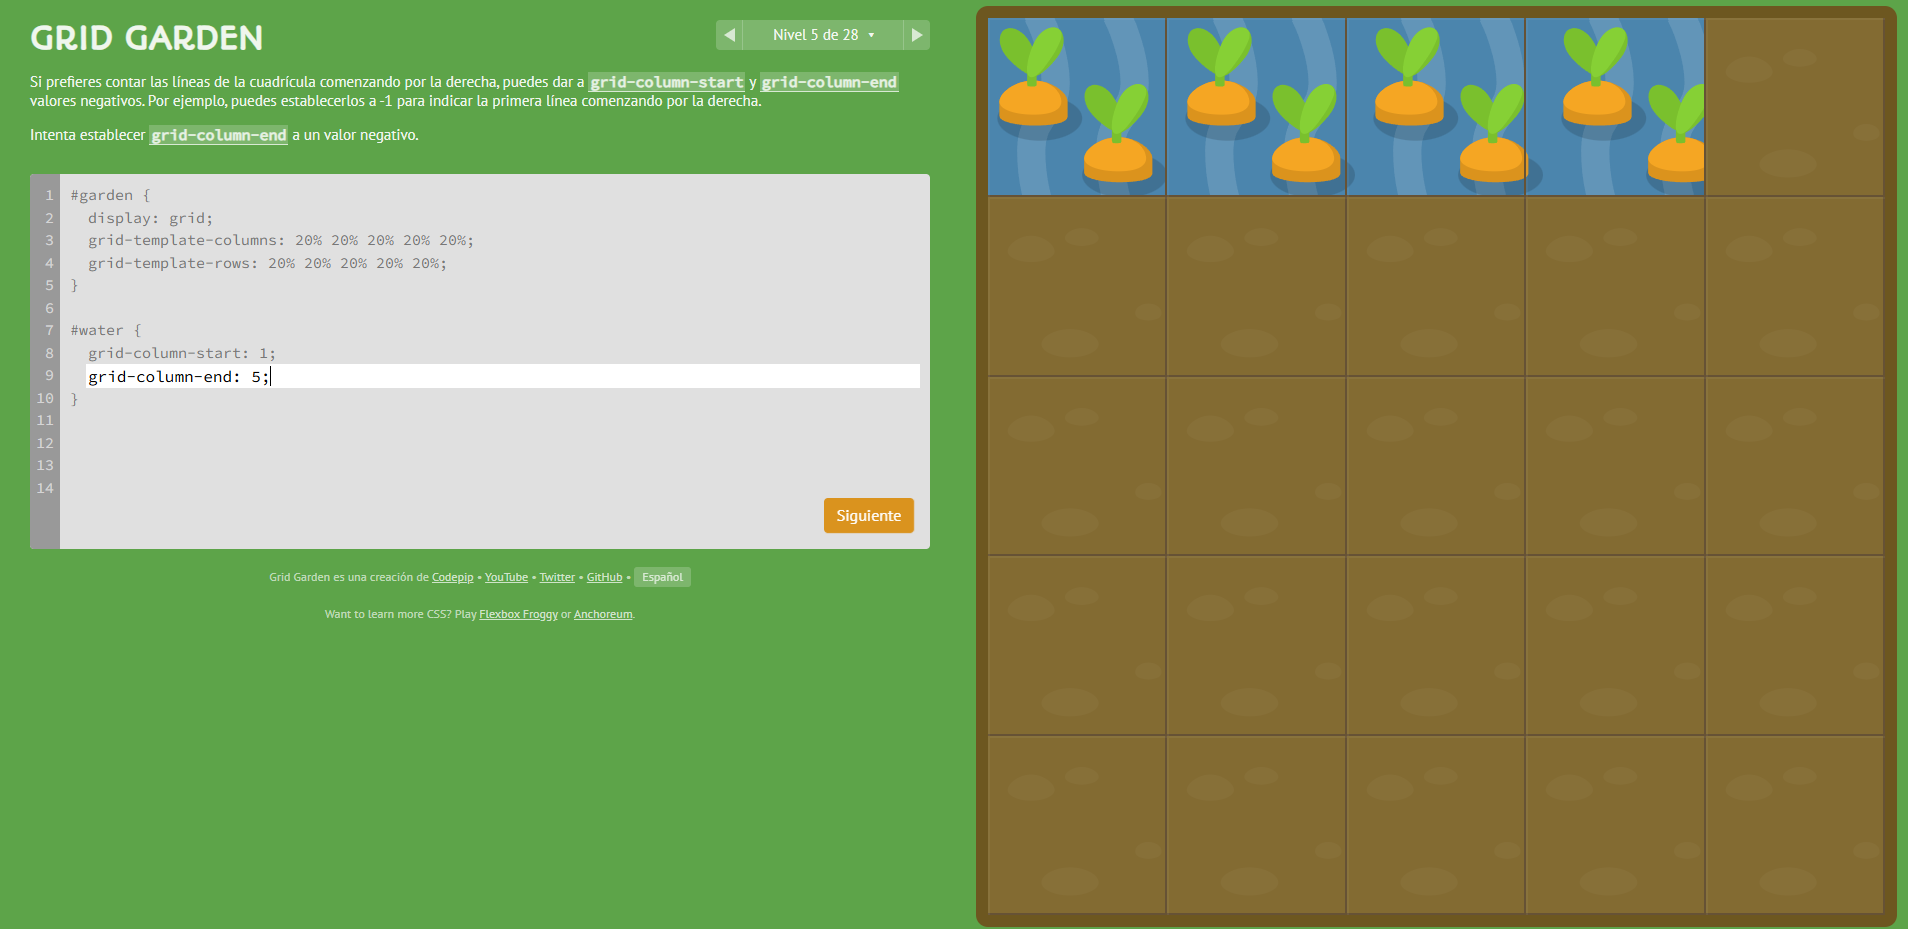 GRID GARDEN
◀ Nivel 5 de 28 ▾ ▶
Si prefieres contar las líneas de la cuadrícula comenzando por la derecha, puedes dar a grid-column-start y grid-column-end
valores negativos. Por ejemplo, puedes establecerlos a -1 para indicar la primera línea comenzando por la derecha.
Intenta establecer grid-column-end a un valor negativo.
1 #garden {
2 display: grid;
3 grid-template-columns: 20% 20% 20% 20% 20%;
4 grid-template-rows: 20% 20% 20% 20% 20%;
5 }
6
7 #water {
8 grid-column-start: 1;
9 grid-column-end: 5;
10 }
11
12
13
14
Siguiente
Grid Garden es una creación de Codepip • YouTube • Twitter • GitHub • Español
Want to learn more CSS? Play Flexbox Froggy or Anchoreum.